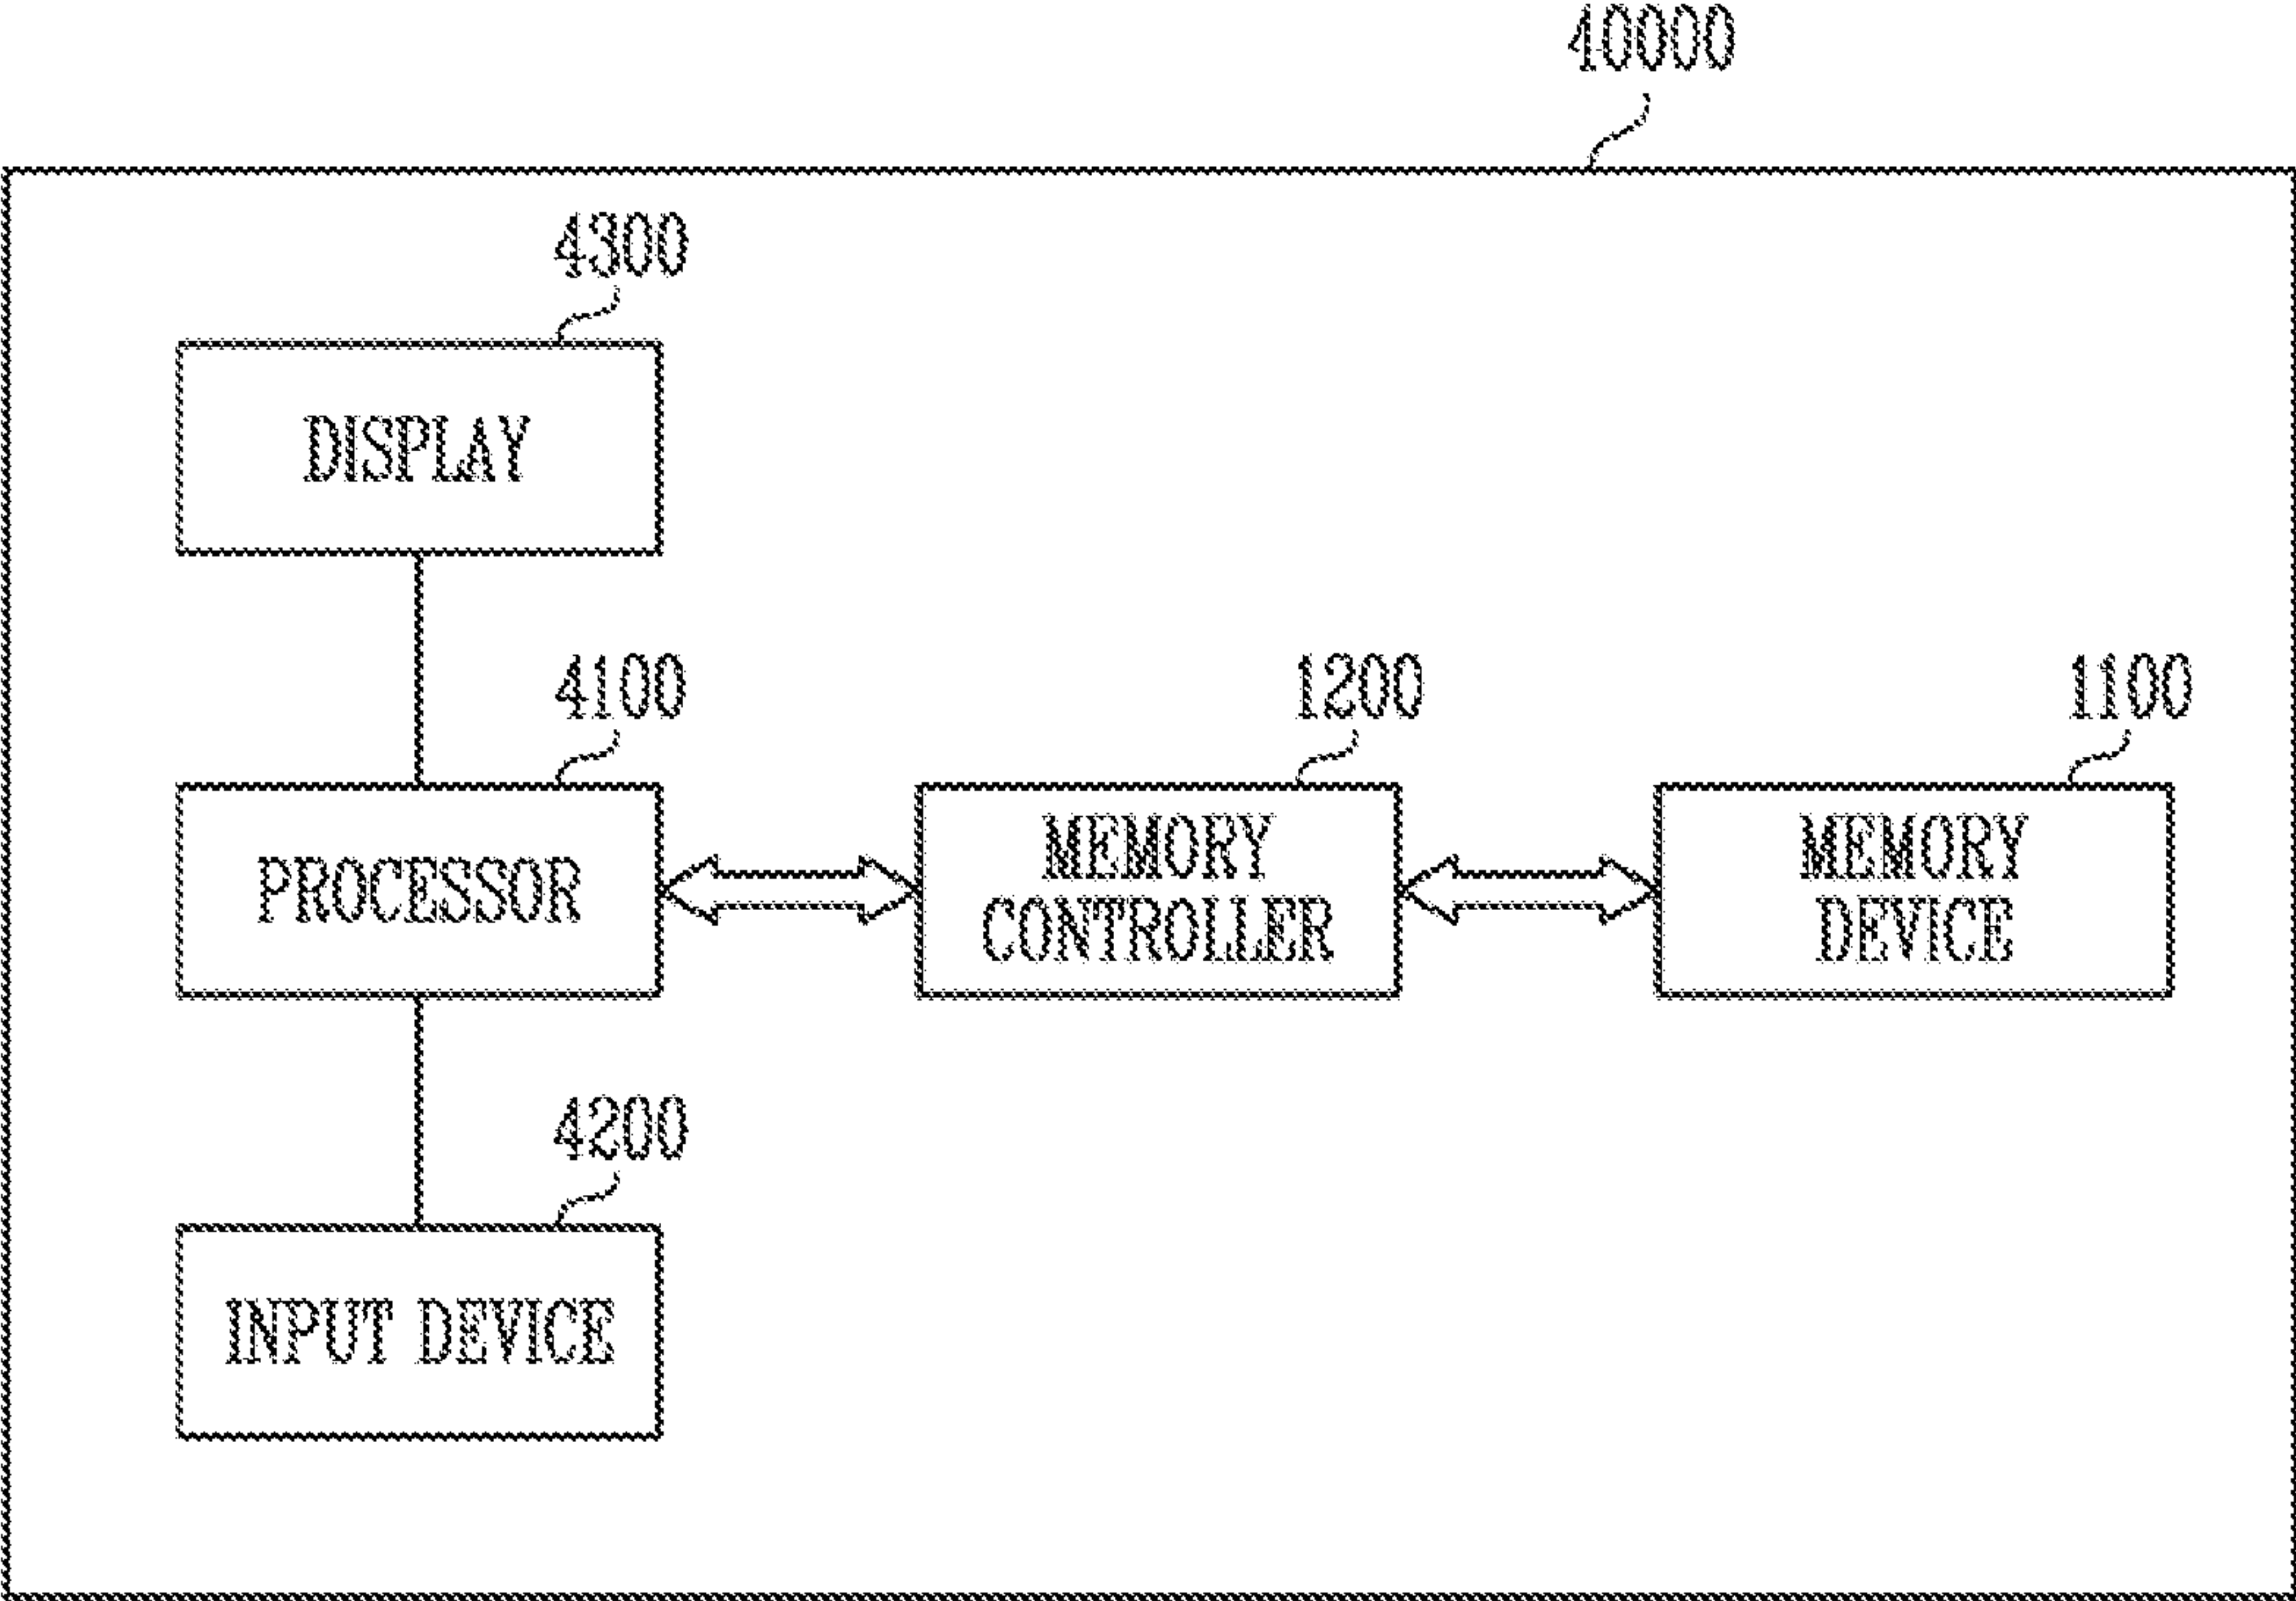 40000
4300
DISPLAY
4100
PROCESSOR
1200
MEMORY
CONTROLLER
1100
MEMORY
DEVICE
4200
INPUT DEVICE